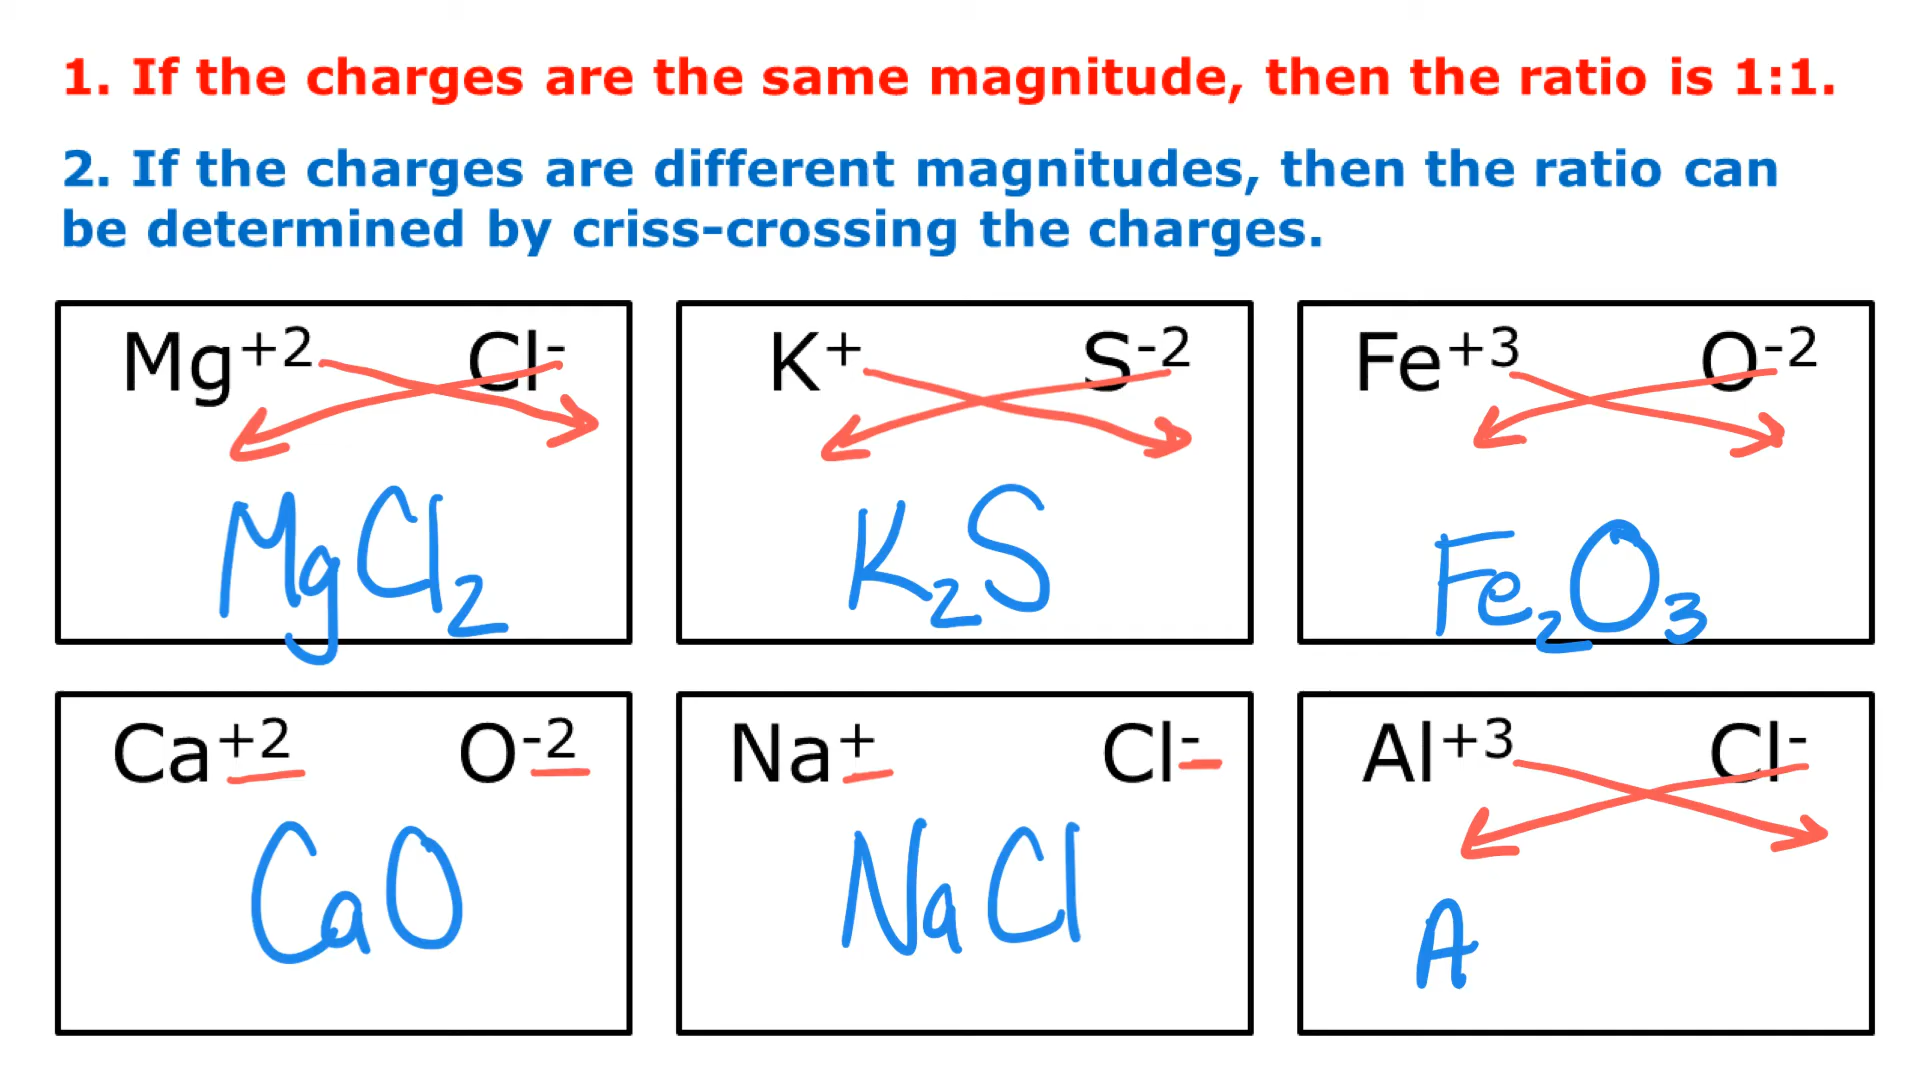 1. If the charges are the same magnitude, then the ratio is 1:1.
2. If the charges are different magnitudes, then the ratio can
be determined by criss-crossing the charges.
Mg⁺² Cl⁻
MgCl₂
K⁺ S⁻²
K₂S
Fe⁺³ O⁻²
Fe₂O₃
Ca⁺² O⁻²
CaO
Na⁺ Cl⁻
NaCl
Al⁺³ Cl⁻
A